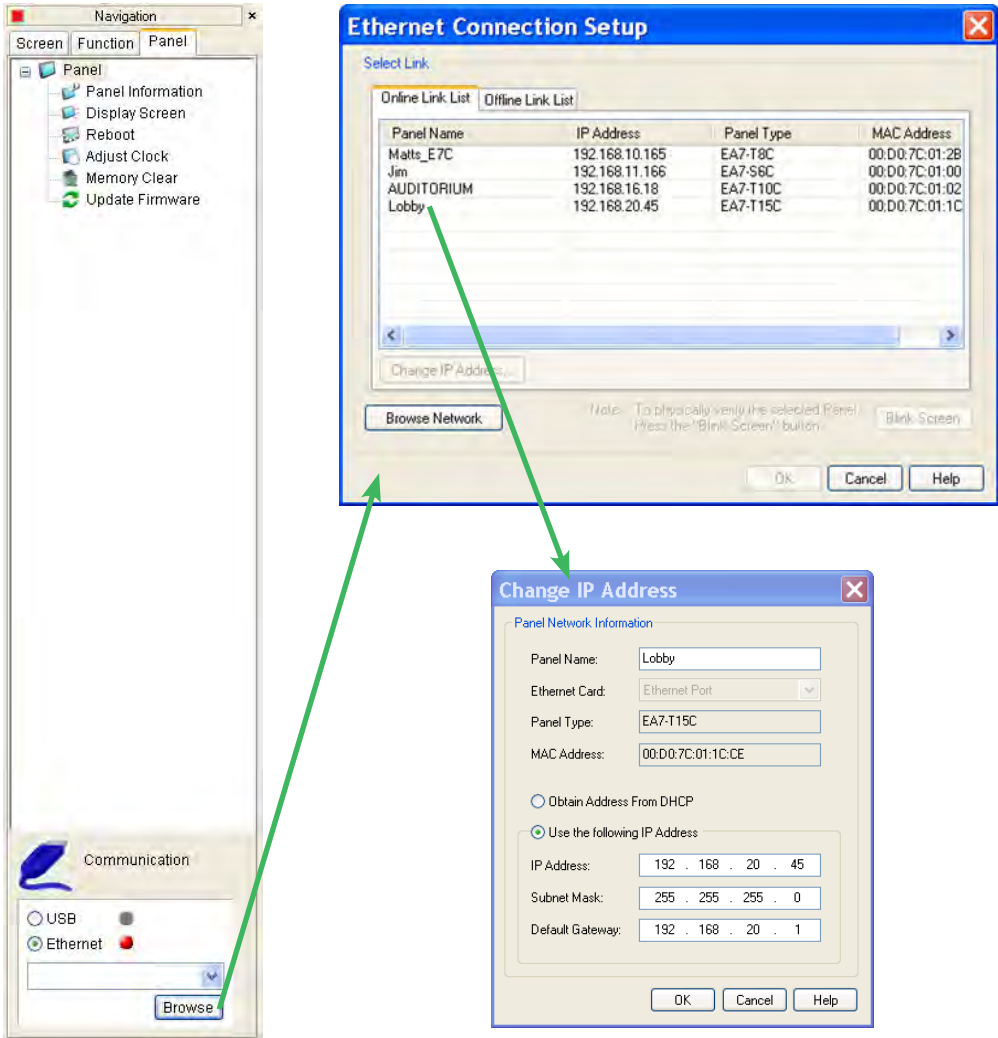 Navigation
Screen Function Panel
Panel
Panel Information
Display Screen
Reboot
Adjust Clock
Memory Clear
Update Firmware
Communication
USB
Ethernet
Browse
Ethernet Connection Setup
Select Link
Online Link List Offline Link List
Panel Name IP Address Panel Type MAC Address
Matts_E7C 192.168.10.165 EA7-T8C 00:D0:7C:01:2B
Jim 192.168.11.166 EA7-S6C 00:D0:7C:01:00
AUDITORIUM 192.168.16.18 EA7-T10C 00:D0:7C:01:02
Lobby 192.168.20.45 EA7-T15C 00:D0:7C:01:1C
Change IP Address...
Browse Network
Note: To physically verify the selected Panel
Press the "Blink Screen" button.
Blink Screen
OK Cancel Help
Change IP Address
Panel Network Information
Panel Name: Lobby
Ethernet Card: Ethernet Port
Panel Type: EA7-T15C
MAC Address: 00:D0:7C:01:1C:CE
Obtain Address From DHCP
Use the following IP Address
IP Address: 192 . 168 . 20 . 45
Subnet Mask: 255 . 255 . 255 . 0
Default Gateway: 192 . 168 . 20 . 1
OK Cancel Help